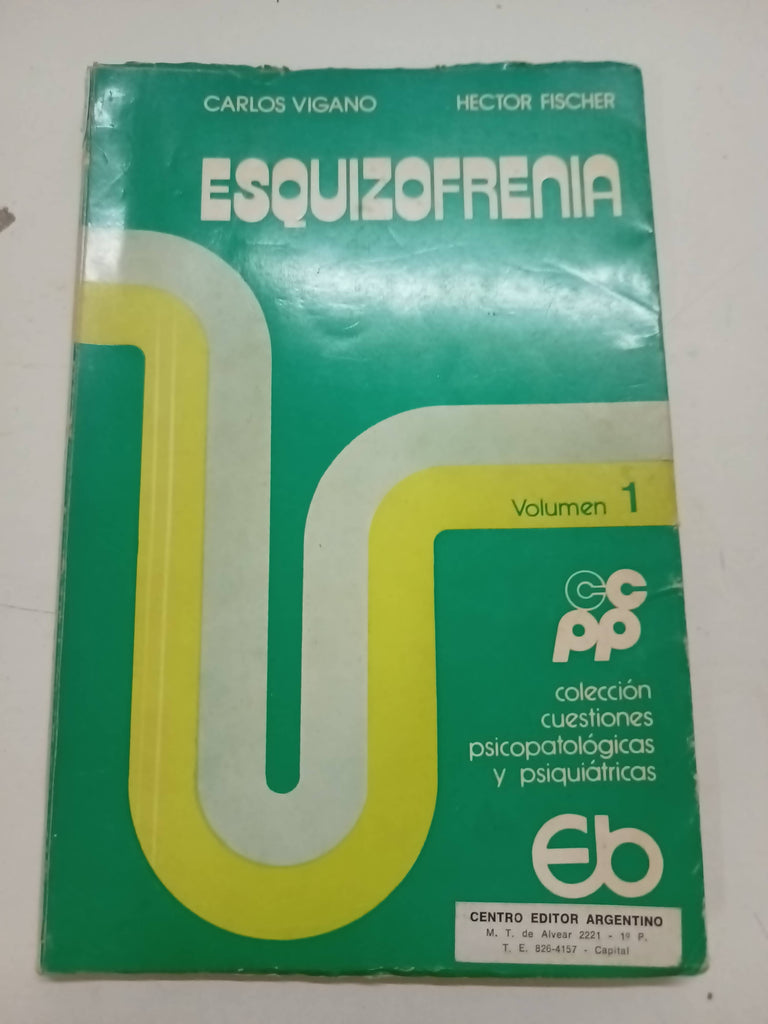 CARLOS VIGANO HECTOR FISCHER
ESQUIZOFRENIA
Volumen 1
cc
pp
colección
cuestiones
psicopatológicas
y psiquiátricas
Eb
CENTRO EDITOR ARGENTINO
M. T. de Alvear 2221 - 1º P.
T. E. 826-4157 - Capital